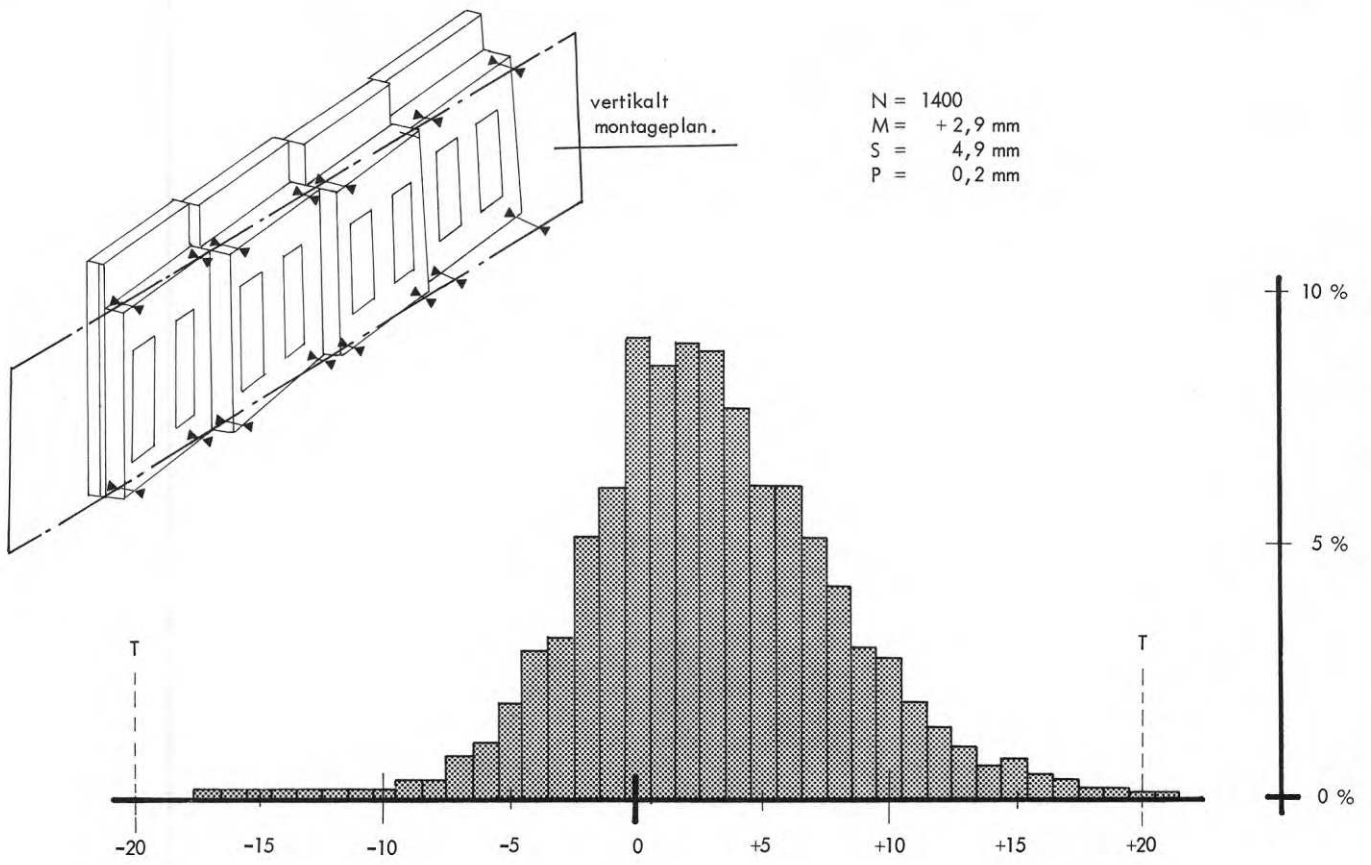 vertikalt
montageplan.
N = 1400
M = + 2,9 mm
S = 4,9 mm
P = 0,2 mm
10 %
5 %
0 %
T
T
-20 -15 -10 -5 0 +5 +10 +15 +20